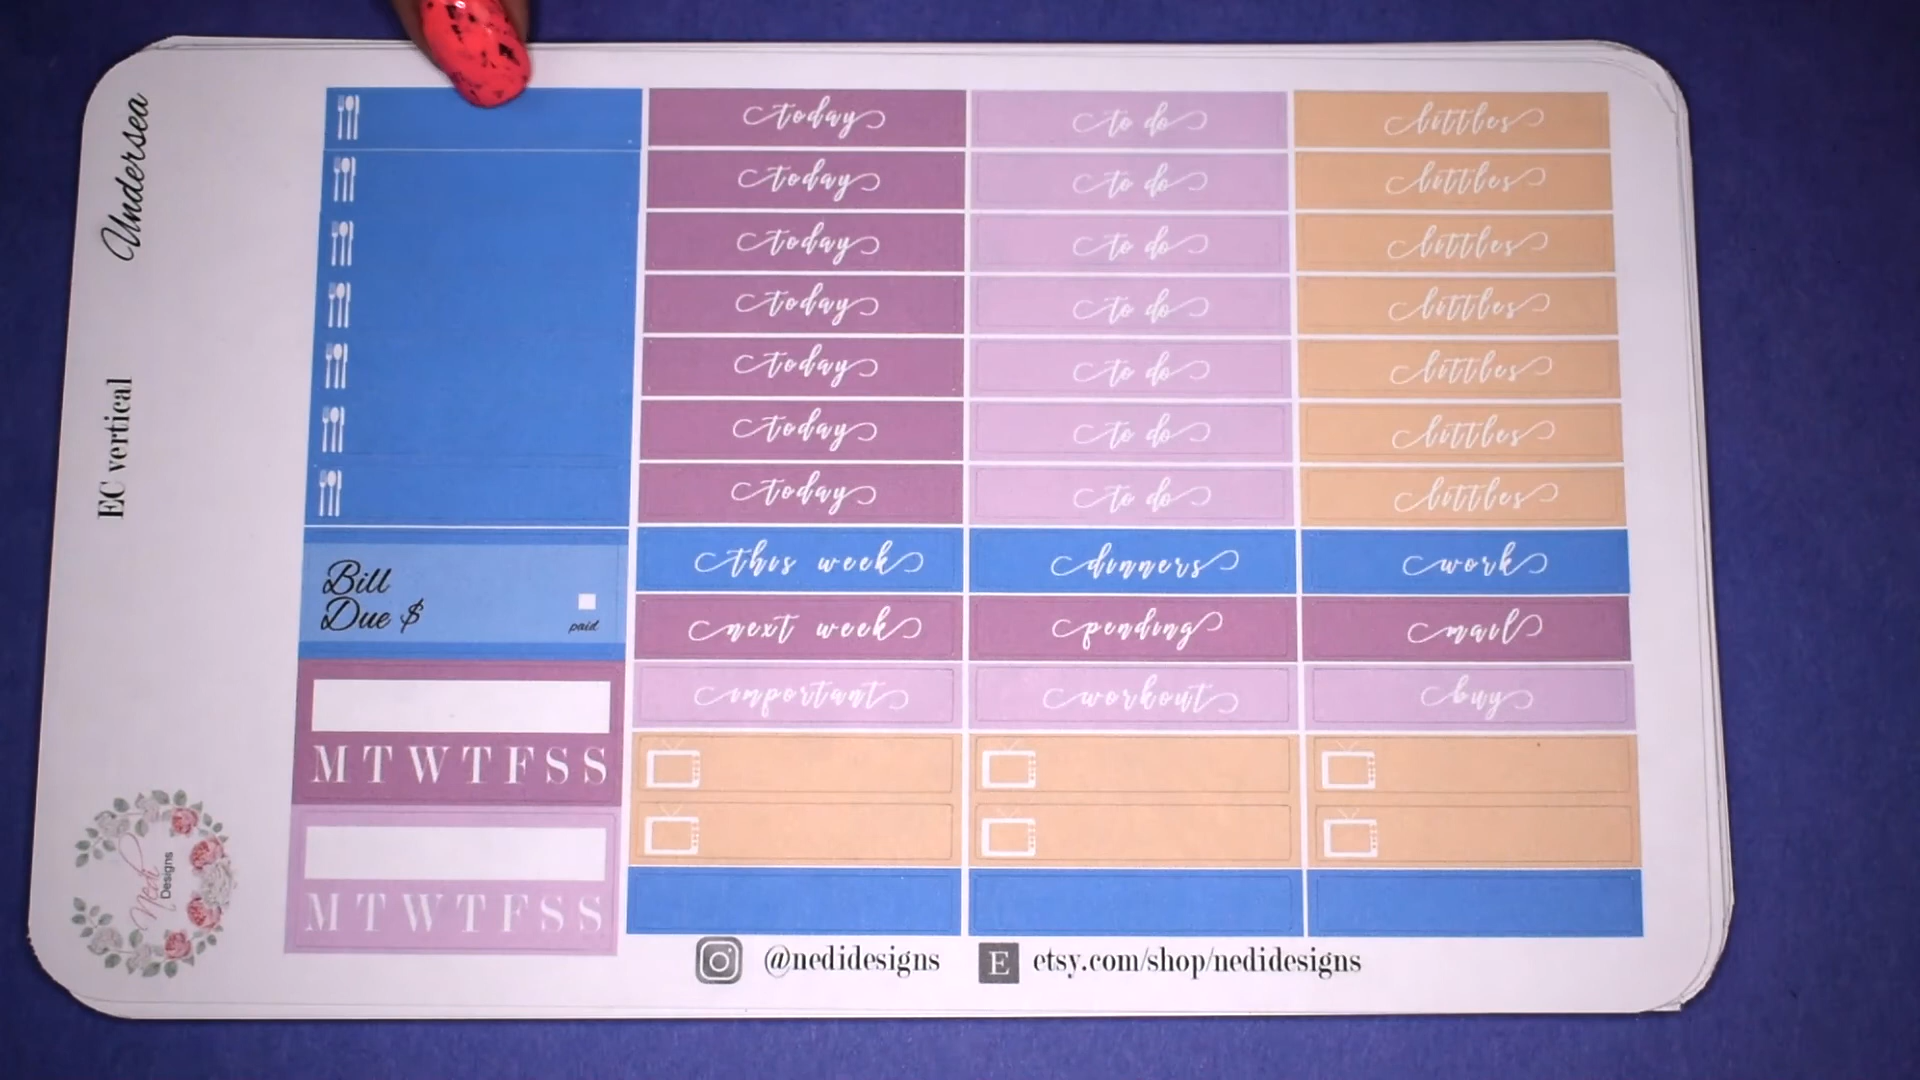 Undersea
EC vertical
Nedi
Designs
today
to do
littles
today
to do
littles
today
to do
littles
today
to do
littles
today
to do
littles
today
to do
littles
today
to do
littles
Bill
Due $
paid
this week
dinners
work
next week
pending
mail
important
workout
buy
M T W T F S S
M T W T F S S
@nedidesigns
E etsy.com/shop/nedidesigns